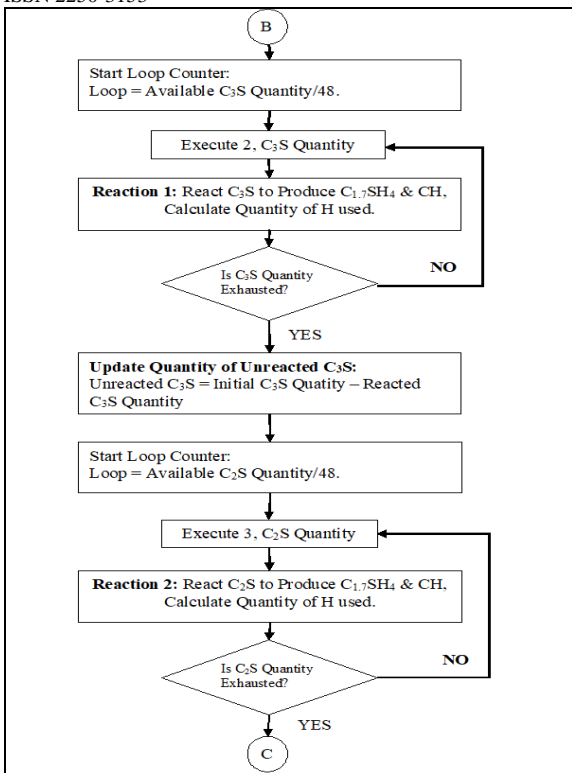 ISSN 2250-3153
B
Start Loop Counter:
Loop = Available C₃S Quantity/48.
Execute 2, C₃S Quantity
Reaction 1: React C₃S to Produce C₁.₇SH₄ & CH,
Calculate Quantity of H used.
Is C₃S Quantity
Exhausted?
NO
YES
Update Quantity of Unreacted C₃S:
Unreacted C₃S = Initial C₃S Quatity – Reacted
C₃S Quantity
Start Loop Counter:
Loop = Available C₂S Quantity/48.
Execute 3, C₂S Quantity
Reaction 2: React C₂S to Produce C₁.₇SH₄ & CH,
Calculate Quantity of H used.
Is C₂S Quantity
Exhausted?
NO
YES
C